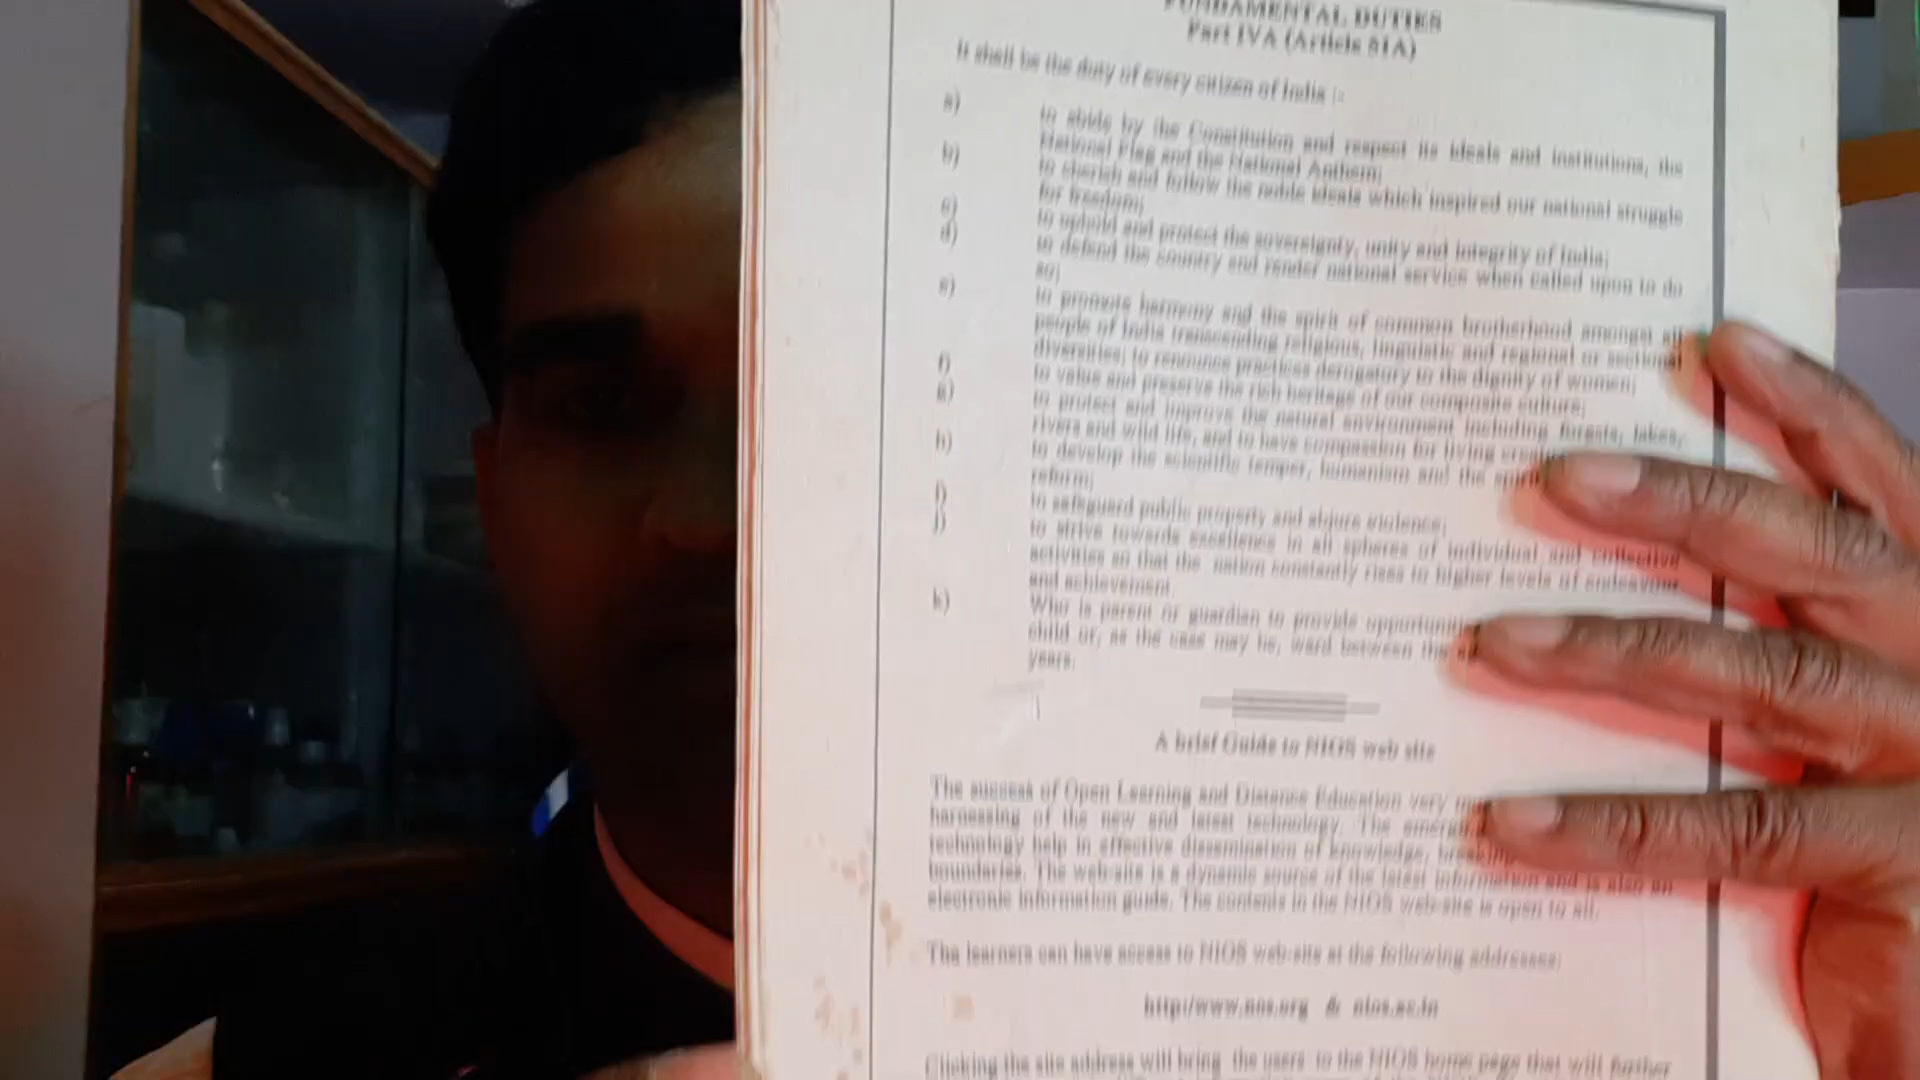 FUNDAMENTAL DUTIES
Part IVA (Article 51A)
It shall be the duty of every citizen of India :-
a) to abide by the Constitution and respect its ideals and institutions, the
National Flag and the National Anthem;
b) to cherish and follow the noble ideals which inspired our national struggle
for freedom;
c) to uphold and protect the sovereignty, unity and integrity of India;
d) to defend the country and render national service when called upon to do
so;
e) to promote harmony and the spirit of common brotherhood amongst all
people of India transcending religious, linguistic and regional or sectional
diversities; to renounce practices derogatory to the dignity of women;
f) to value and preserve the rich heritage of our composite culture;
g) to protect and improve the natural environment including forests, lakes,
rivers and wild life, and to have compassion for living
h) to develop the scientific temper, humanism and the
reform;
i) to safeguard public property and abjure violence;
j) to strive towards excellence in all spheres of individual and collective
activities so that the nation constantly rises to higher levels of endeavour
and achievement.
k) Who is parent or guardian to provide
child or, as the case may be, ward between the
years.
A brief Guide to NIOS web site
The success of Open Learning and Distance Education very
harnessing of the new and latest technology. The
technology help in effective dissemination of knowledge,
boundaries. The web-site is a dynamic source of the latest information and is also an
electronic information guide. The contents in the NIOS web-site is open to all.
The learners can have access to NIOS web-site at the following addresses:
http:/www.nos.org & nios.ac.in
Clicking the site address will bring the users to the NIOS home page that will further